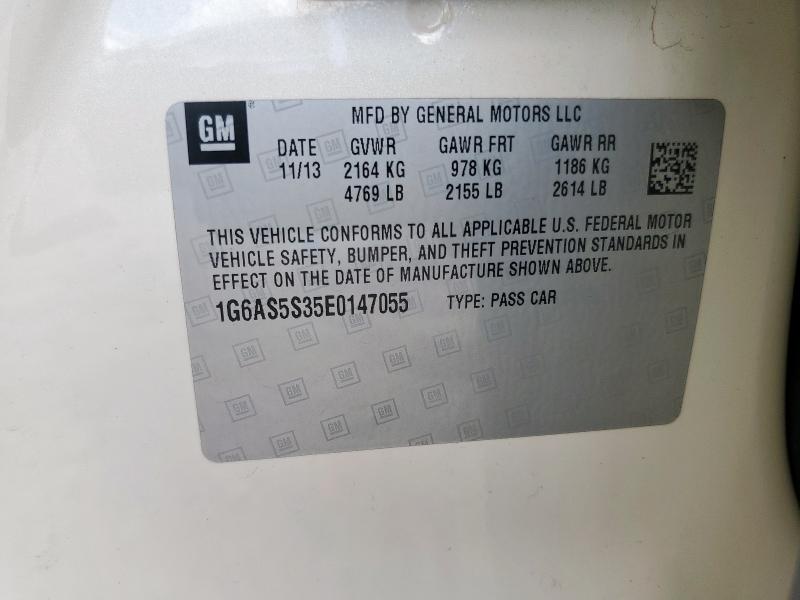 GM
MFD BY GENERAL MOTORS LLC
DATE GVWR GAWR FRT GAWR RR
11/13 2164 KG 978 KG 1186 KG
4769 LB 2155 LB 2614 LB
THIS VEHICLE CONFORMS TO ALL APPLICABLE U.S. FEDERAL MOTOR
VEHICLE SAFETY, BUMPER, AND THEFT PREVENTION STANDARDS IN
EFFECT ON THE DATE OF MANUFACTURE SHOWN ABOVE.
1G6AS5S35E0147055 TYPE: PASS CAR